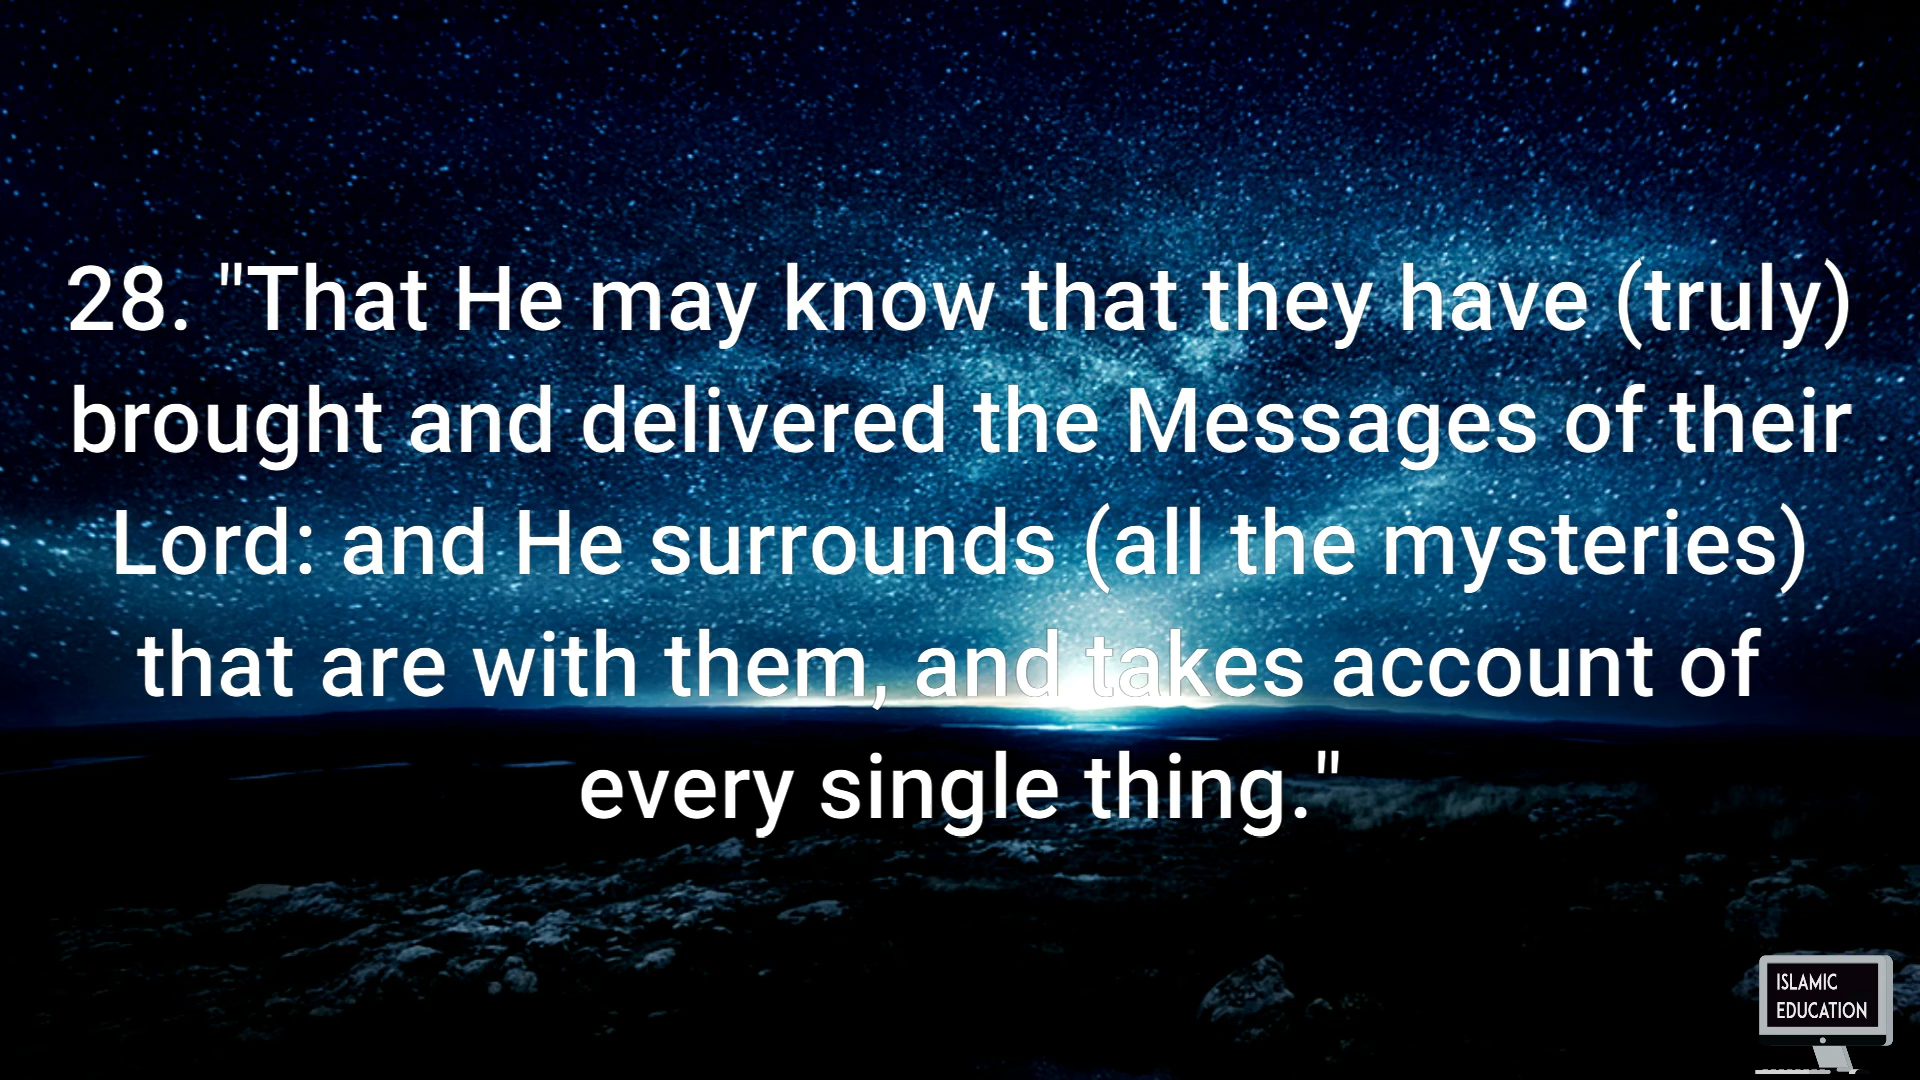 28. "That He may know that they have (truly)
brought and delivered the Messages of their
Lord: and He surrounds (all the mysteries)
that are with them, and takes account of
every single thing."
ISLAMIC
EDUCATION